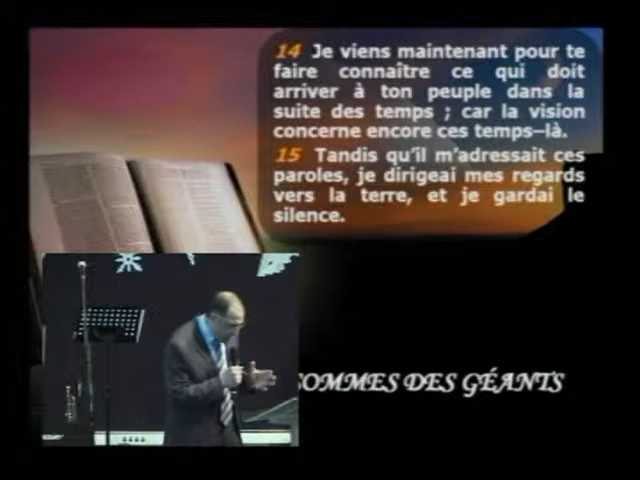 14 Je viens maintenant pour te
faire connaître ce qui doit
arriver à ton peuple dans la
suite des temps ; car la vision
concerne encore ces temps–là.
15 Tandis qu'il m'adressait ces
paroles, je dirigeai mes regards
vers la terre, et je gardai le
silence.
SOMMES DES GÉANTS